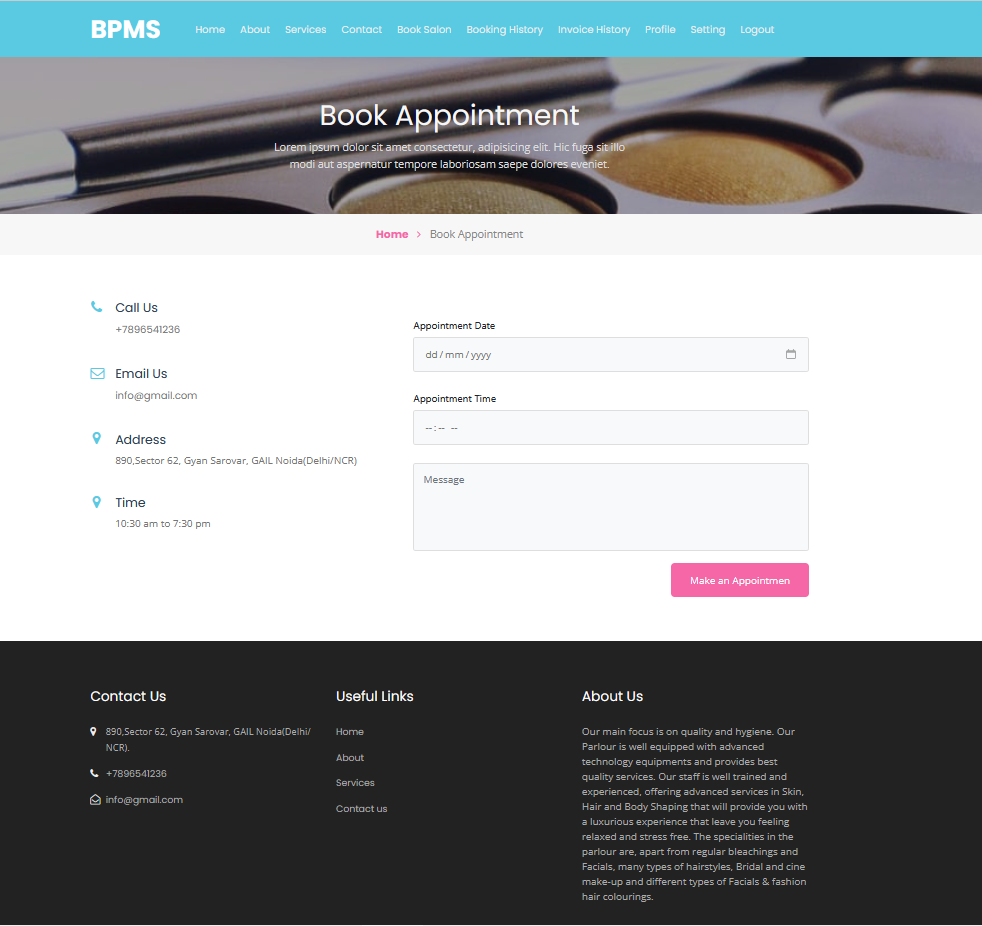 BPMS Home About Services Contact Book Salon Booking History Invoice History Profile Setting Logout
Book Appointment
Lorem ipsum dolor sit amet consectetur, adipisicing elit. Hic fuga sit illo
modi aut aspernatur tempore laboriosam saepe dolores eveniet.
Home > Book Appointment
Call Us
+7896541236
Email Us
info@gmail.com
Address
890,Sector 62, Gyan Sarovar, GAIL Noida(Delhi/NCR)
Time
10:30 am to 7:30 pm
Appointment Date
dd/mm/yyyy
Appointment Time
--:-- --
Message
Make an Appointmen
Contact Us
890,Sector 62, Gyan Sarovar, GAIL Noida(Delhi/
NCR).
+7896541236
info@gmail.com
Useful Links
Home
About
Services
Contact us
About Us
Our main focus is on quality and hygiene. Our
Parlour is well equipped with advanced
technology equipments and provides best
quality services. Our staff is well trained and
experienced, offering advanced services in Skin,
Hair and Body Shaping that will provide you with
a luxurious experience that leave you feeling
relaxed and stress free. The specialities in the
parlour are, apart from regular bleachings and
Facials, many types of hairstyles, Bridal and cine
make-up and different types of Facials & fashion
hair colourings.